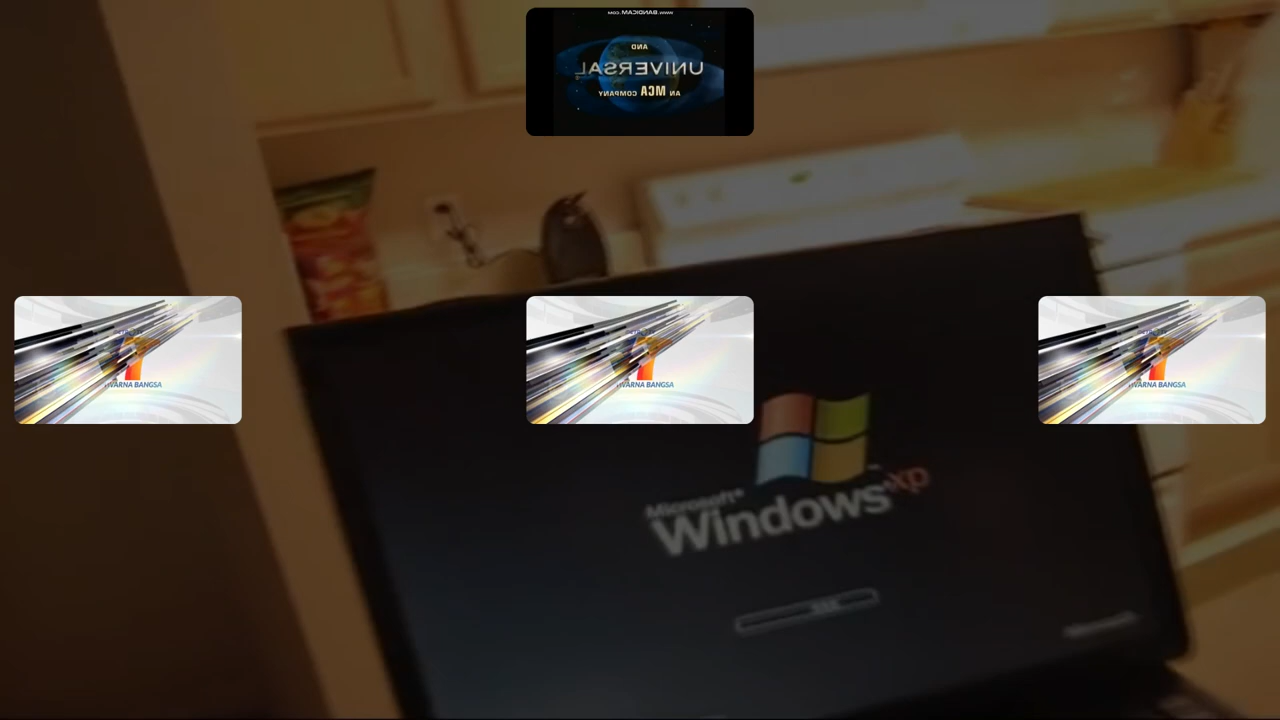 WWW.BANDICAM.COM
AND
UNIVERSAL
AN MCA COMPANY
WARNA BANGSA
WARNA BANGSA
WARNA BANGSA
Microsoft®
Windows xp
Microsoft